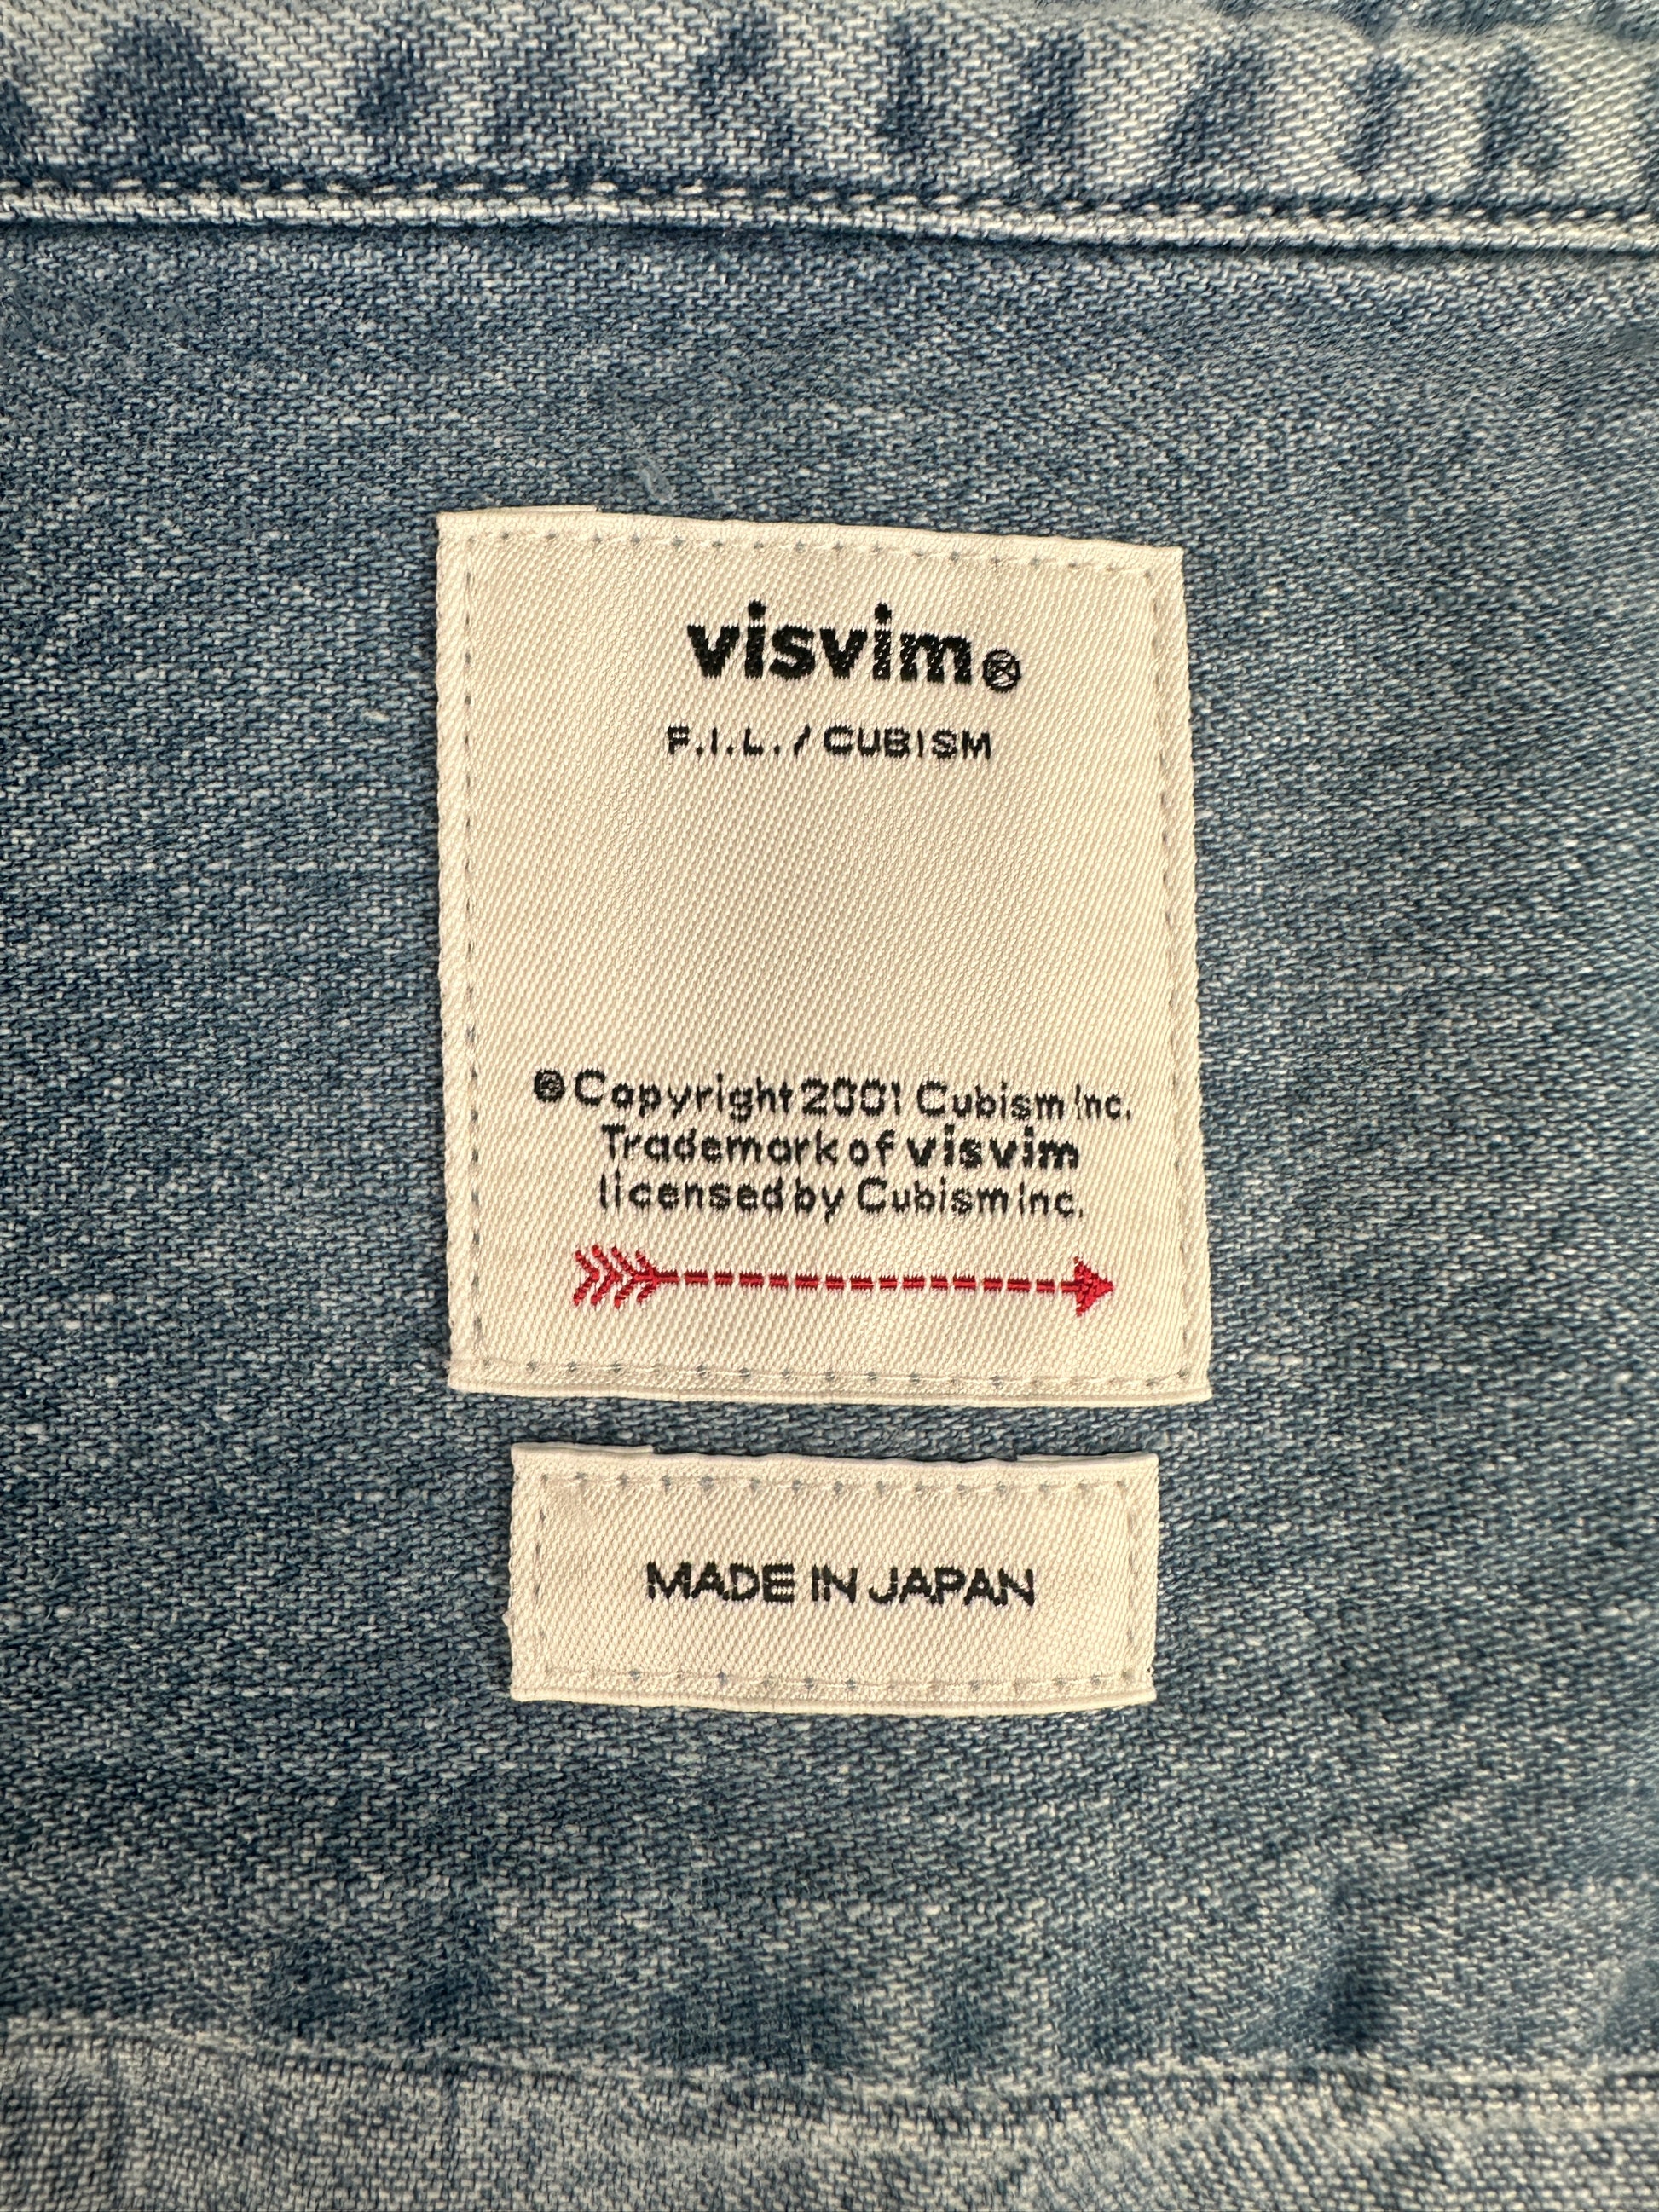 visvim®
F.I.L. / CUBISM
©Copyright 2001 Cubism Inc.
Trademark of visvim
licensed by Cubism Inc.
MADE IN JAPAN